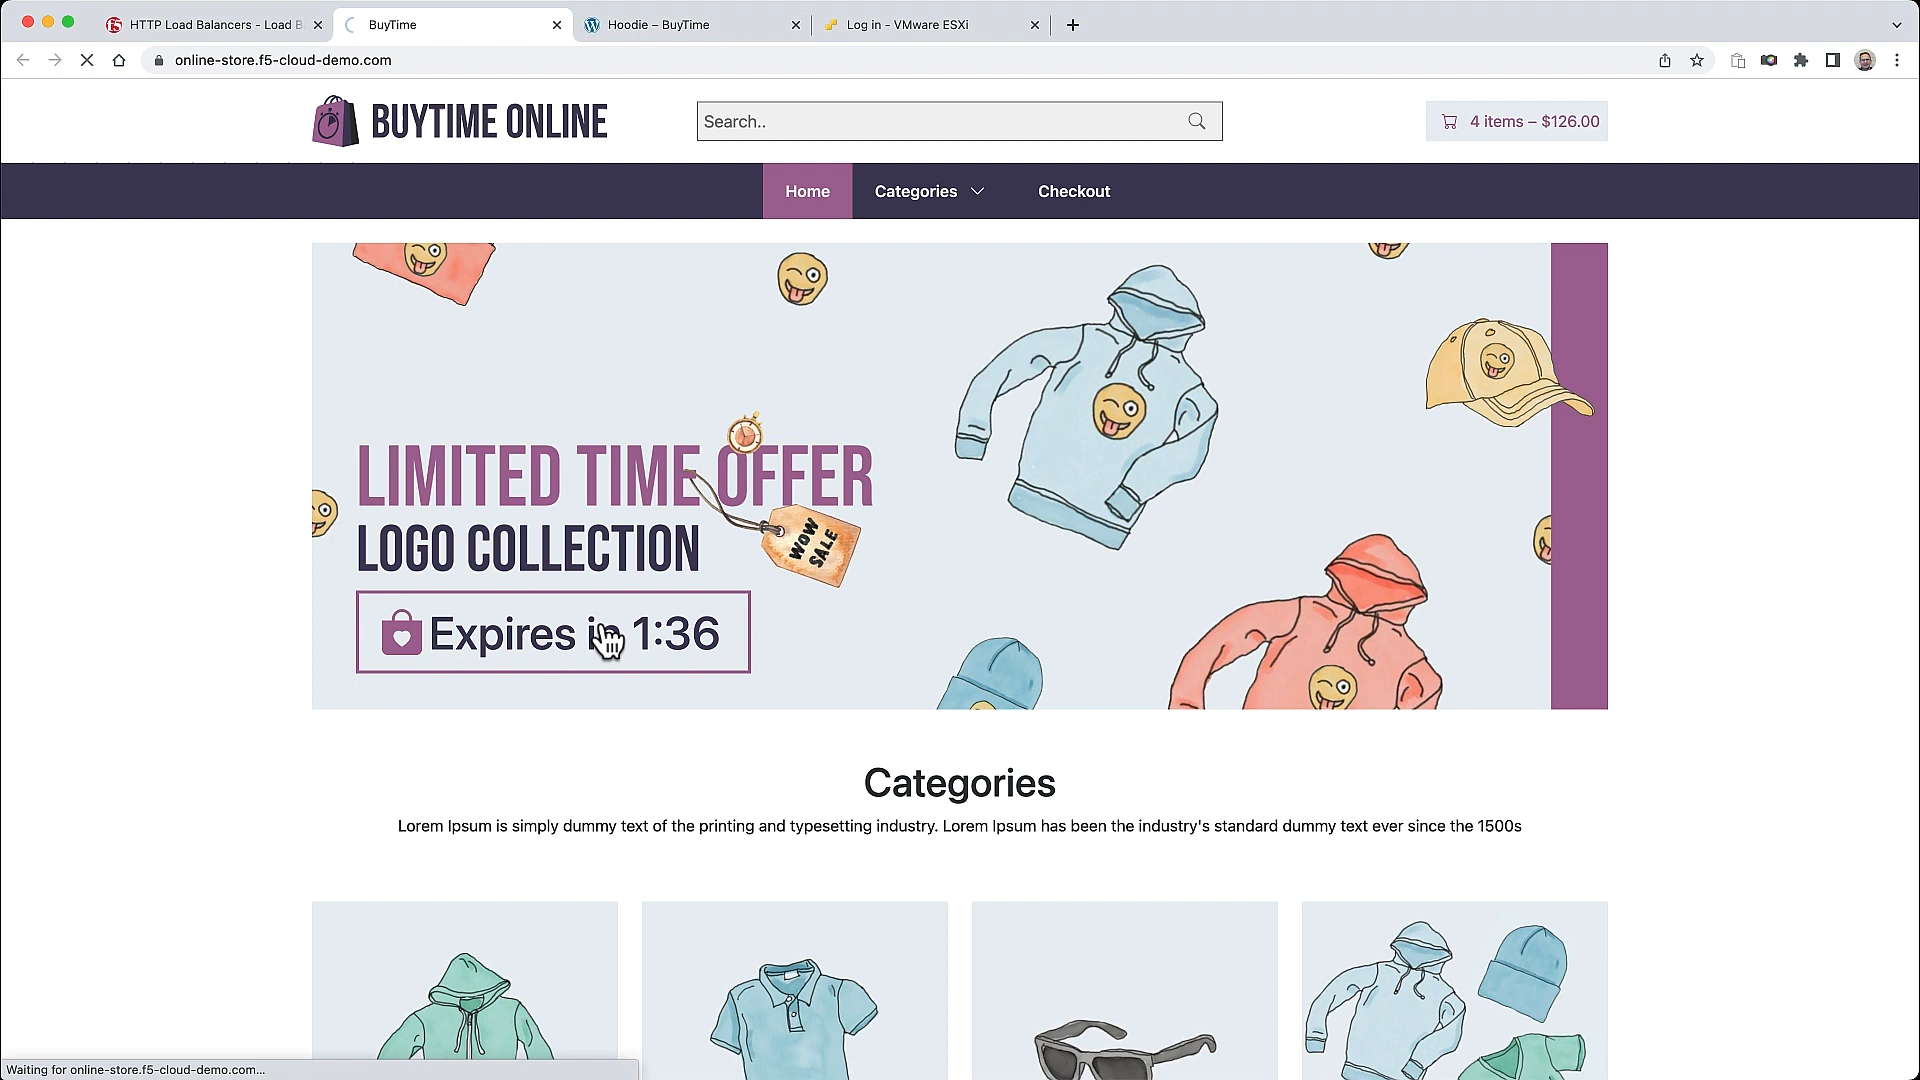 HTTP Load Balancers - Load B
BuyTime
Hoodie – BuyTime
Log in - VMware ESXi
online-store.f5-cloud-demo.com
BUYTIME ONLINE
Search..
4 items – $126.00
Home
Categories
Checkout
LIMITED TIME OFFER
LOGO COLLECTION
WOW
SALE
Expires in 1:36
Categories
Lorem Ipsum is simply dummy text of the printing and typesetting industry. Lorem Ipsum has been the industry's standard dummy text ever since the 1500s
Waiting for online-store.f5-cloud-demo.com...